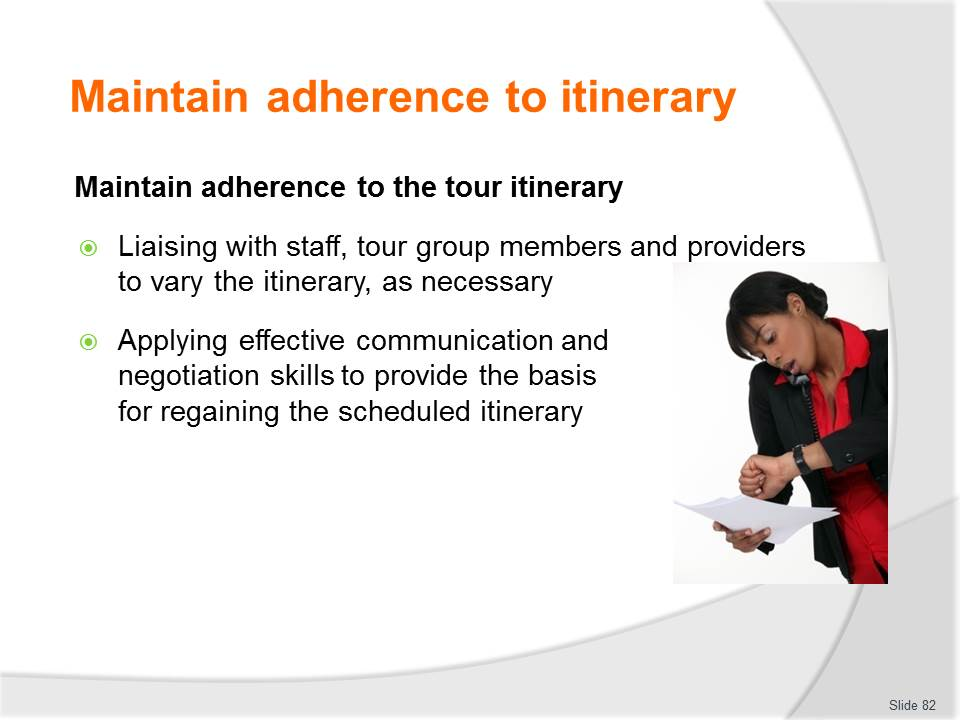 Maintain adherence to itinerary
Maintain adherence to the tour itinerary
Liaising with staff, tour group members and providers
to vary the itinerary, as necessary
Applying effective communication and
negotiation skills to provide the basis
for regaining the scheduled itinerary
Slide 82